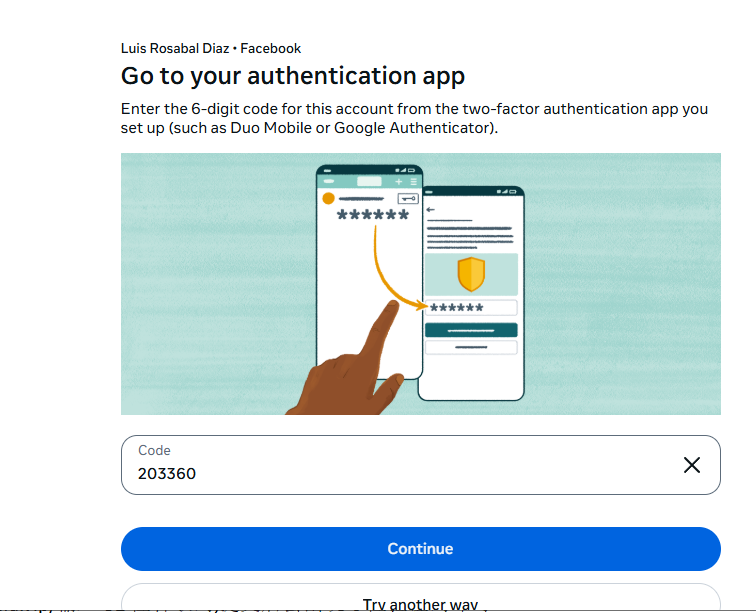 Luis Rosabal Diaz • Facebook
Go to your authentication app
Enter the 6-digit code for this account from the two-factor authentication app you
set up (such as Duo Mobile or Google Authenticator).
******
******
Code
203360
Continue
Try another way